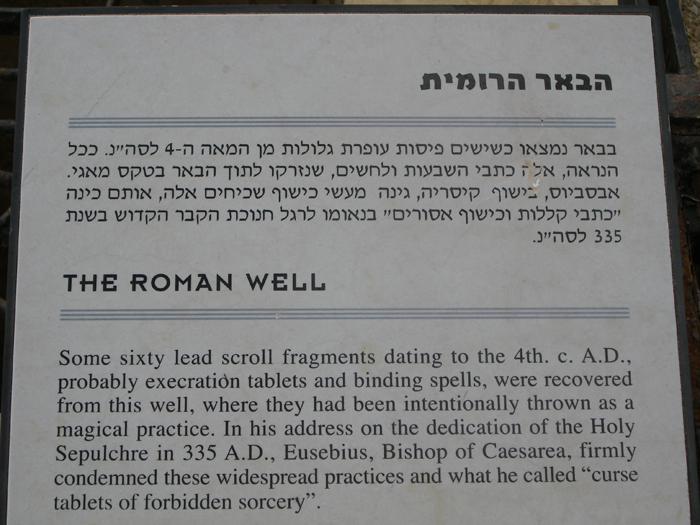 הבאר הרומית
בבאר נמצאו כשישים פיסות עופרת גלולות מן המאה ה-4 לסה״נ. ככל
הנראה, אלה כתבי השבעות ולחשים, שנזרקו לתוך הבאר בטקס מאגי.
אבסביוס, בישוף קיסריה, גינה מעשי כישוף שכיחים אלה, אותם כינה
״כתבי קללות וכישוף אסורים״ בנאומו לרגל חנוכת הקבר הקדוש בשנת
335 לסה״נ.
THE ROMAN WELL
Some sixty lead scroll fragments dating to the 4th. c. A.D.,
probably execration tablets and binding spells, were recovered
from this well, where they had been intentionally thrown as a
magical practice. In his address on the dedication of the Holy
Sepulchre in 335 A.D., Eusebius, Bishop of Caesarea, firmly
condemned these widespread practices and what he called “curse
tablets of forbidden sorcery”.